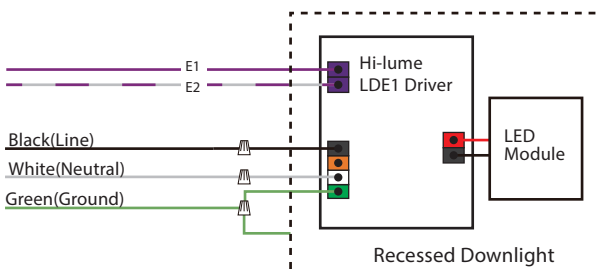 E1
E2
Hi-lume
LDE1 Driver
Black(Line)
White(Neutral)
Green(Ground)
LED
Module
Recessed Downlight